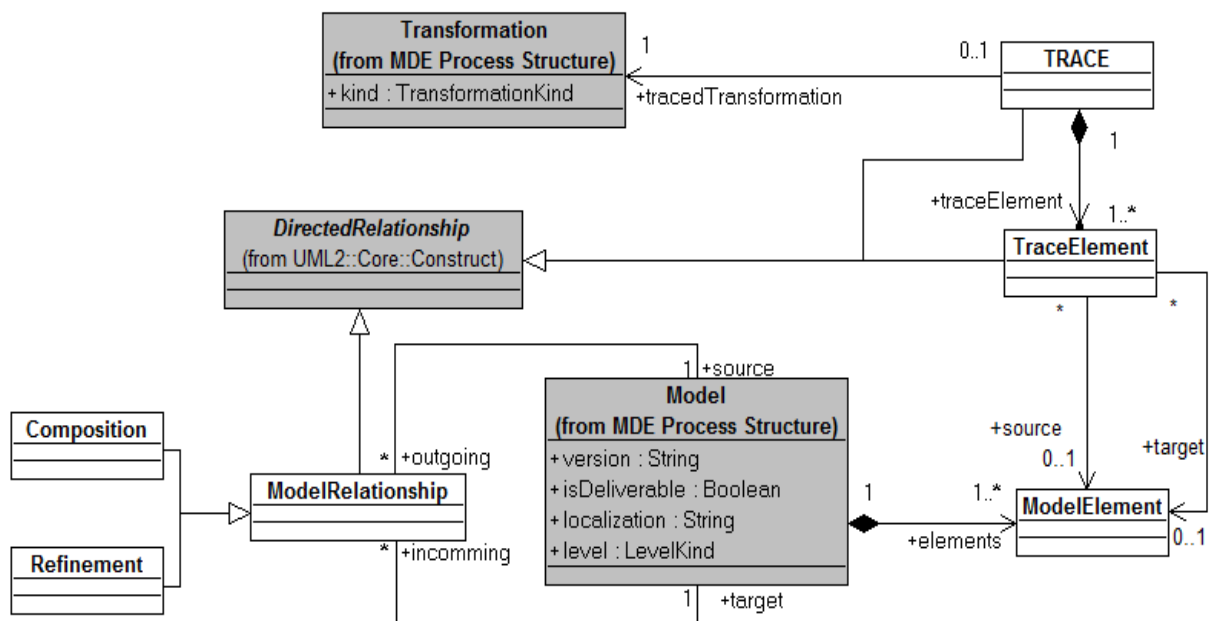 Transformation
(from MDE Process Structure)
+ kind : TransformationKind
1
0..1
+tracedTransformation
TRACE
1
+traceElement
1..*
DirectedRelationship
(from UML2::Core::Construct)
TraceElement
*
*
1
+source
Model
(from MDE Process Structure)
+ version : String
+ isDeliverable : Boolean
+ localization : String
+ level : LevelKind
Composition
*
+outgoing
ModelRelationship
*
+incomming
Refinement
1
+target
1
1..*
+elements
+source
0..1
+target
ModelElement
0..1